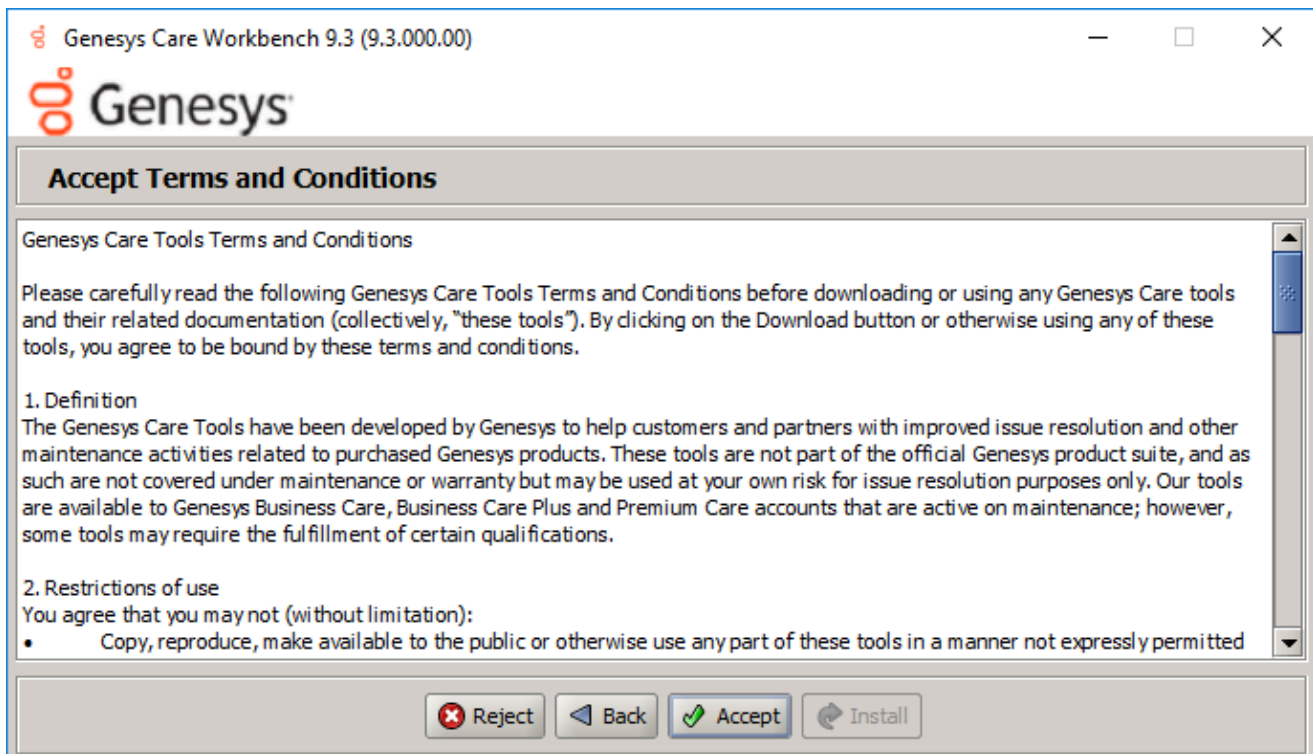 Genesys Care Workbench 9.3 (9.3.000.00)
Genesys
Accept Terms and Conditions
Genesys Care Tools Terms and Conditions
Please carefully read the following Genesys Care Tools Terms and Conditions before downloading or using any Genesys Care tools
and their related documentation (collectively, “these tools”). By clicking on the Download button or otherwise using any of these
tools, you agree to be bound by these terms and conditions.
1. Definition
The Genesys Care Tools have been developed by Genesys to help customers and partners with improved issue resolution and other
maintenance activities related to purchased Genesys products. These tools are not part of the official Genesys product suite, and as
such are not covered under maintenance or warranty but may be used at your own risk for issue resolution purposes only. Our tools
are available to Genesys Business Care, Business Care Plus and Premium Care accounts that are active on maintenance; however,
some tools may require the fulfillment of certain qualifications.
2. Restrictions of use
You agree that you may not (without limitation):
• Copy, reproduce, make available to the public or otherwise use any part of these tools in a manner not expressly permitted
Reject Back Accept Install